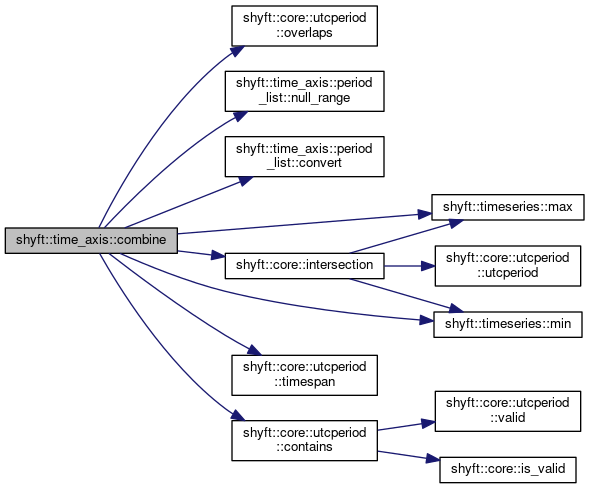 shyft::core::utcperiod
::overlaps
shyft::time_axis::period
_list::null_range
shyft::time_axis::period
_list::convert
shyft::timeseries::max
shyft::time_axis::combine
shyft::core::intersection
shyft::core::utcperiod
::utcperiod
shyft::timeseries::min
shyft::core::utcperiod
::timespan
shyft::core::utcperiod
::valid
shyft::core::utcperiod
::contains
shyft::core::is_valid